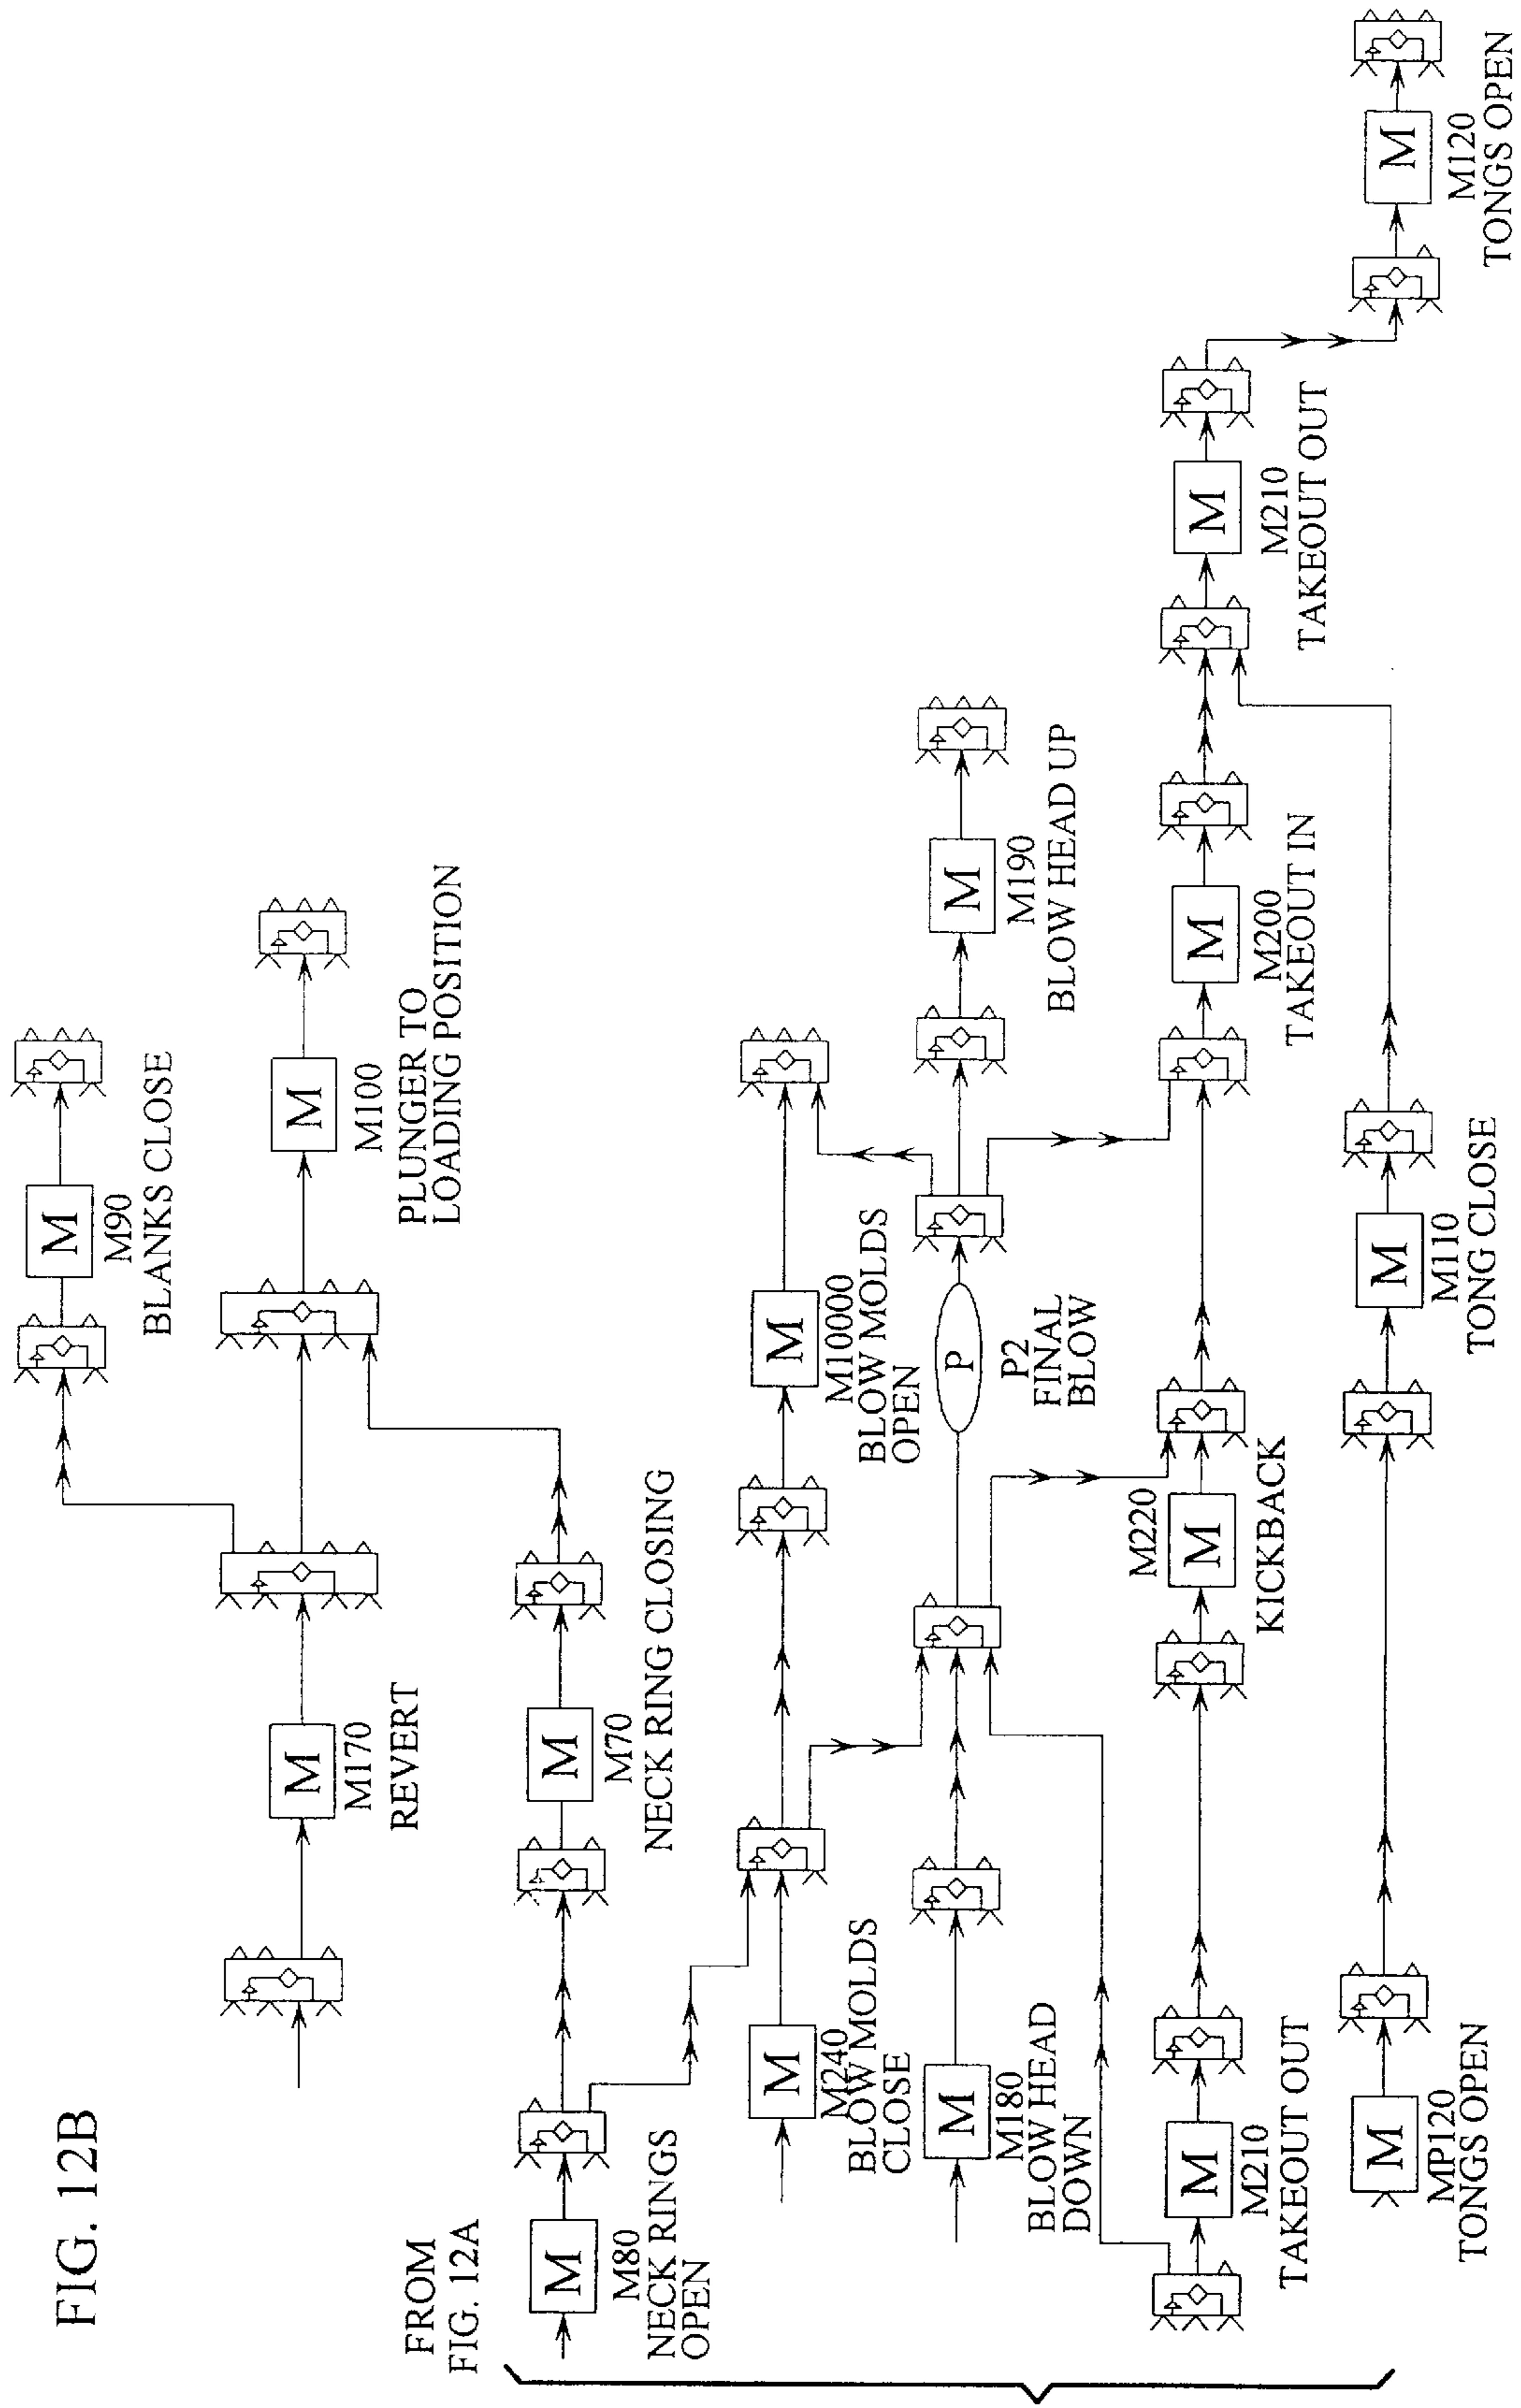 FIG. 12B
FROM
FIG. 12A
M
M90
BLANKS CLOSE
M
M170
REVERT
M
M100
PLUNGER TO
LOADING POSITION
M
M80
NECK RINGS
OPEN
M
M70
NECK RING CLOSING
M
M240
BLOW MOLDS
CLOSE
M
M10000
BLOW MOLDS
OPEN
M
M180
BLOW HEAD
DOWN
P
P2
FINAL
BLOW
M
M190
BLOW HEAD UP
M
M210
TAKEOUT OUT
M220
M
KICKBACK
M
M200
TAKEOUT IN
M
M210
TAKEOUT OUT
M
MP120
TONGS OPEN
M
M110
TONG CLOSE
M
M120
TONGS OPEN